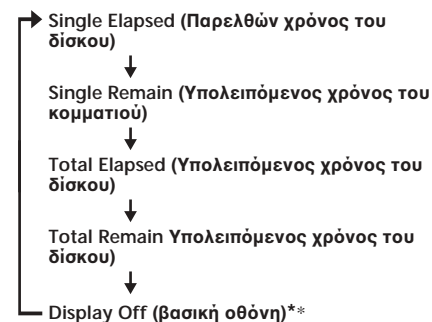 Single Elapsed (Παρελθών χρόνος του
δίσκου)
Single Remain (Υπολειπόμενος χρόνος του
κομματιού)
Total Elapsed (Υπολειπόμενος χρόνος του
δίσκου)
Total Remain Υπολειπόμενος χρόνος του
δίσκου)
Display Off (βασική οθόνη)**